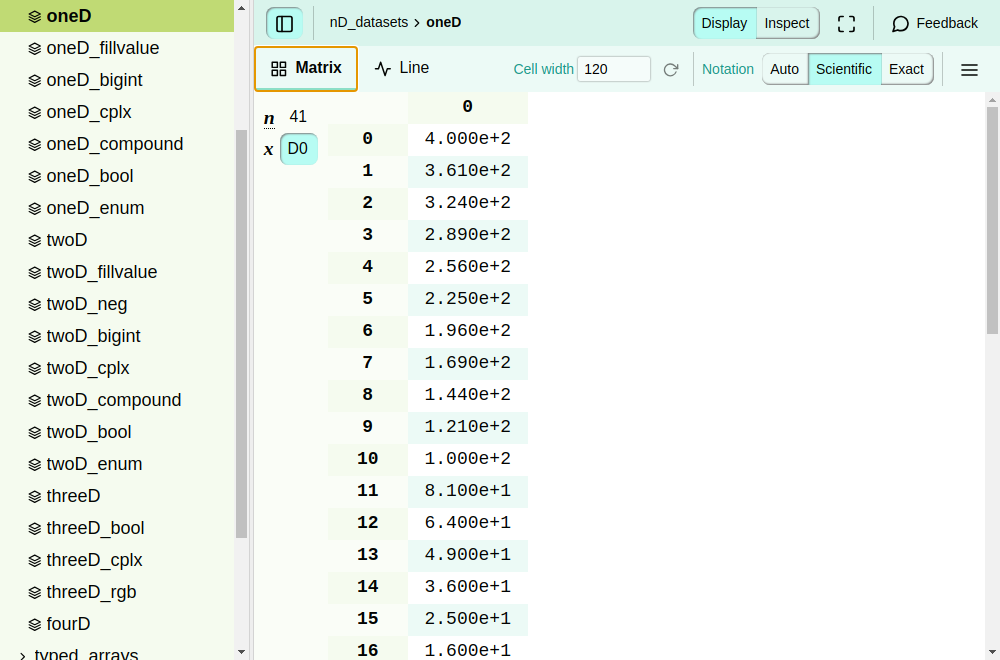 oneD
oneD_fillvalue
oneD_bigint
oneD_cplx
oneD_compound
oneD_bool
oneD_enum
twoD
twoD_fillvalue
twoD_neg
twoD_bigint
twoD_cplx
twoD_compound
twoD_bool
twoD_enum
threeD
threeD_bool
threeD_cplx
threeD_rgb
fourD
typed_arrays
nD_datasets > oneD
Display Inspect Feedback
Matrix Line Cell width 120 Notation Auto Scientific Exact
n 41
x D0
0
0 4.000e+2
1 3.610e+2
2 3.240e+2
3 2.890e+2
4 2.560e+2
5 2.250e+2
6 1.960e+2
7 1.690e+2
8 1.440e+2
9 1.210e+2
10 1.000e+2
11 8.100e+1
12 6.400e+1
13 4.900e+1
14 3.600e+1
15 2.500e+1
16 1.600e+1